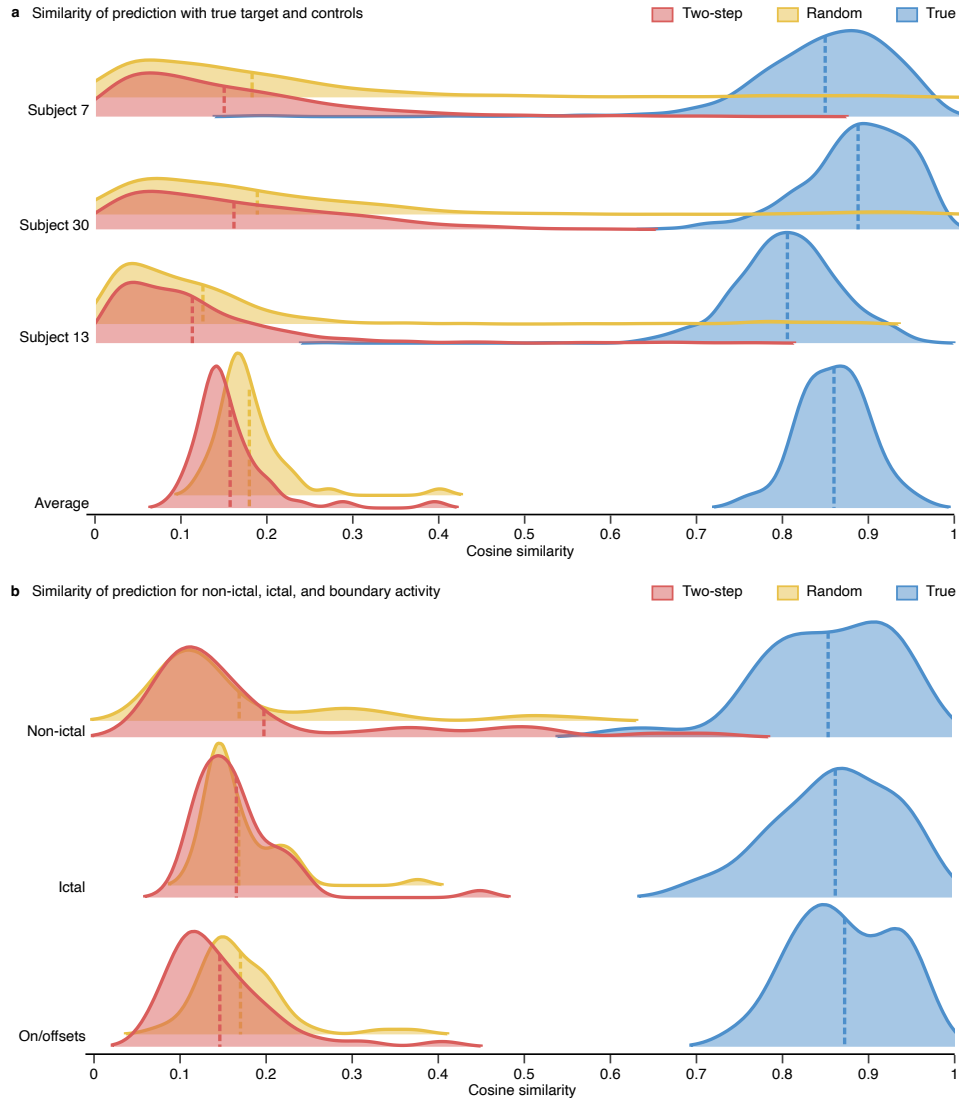 a Similarity of prediction with true target and controls
Two-step Random True
Subject 7
Subject 30
Subject 13
Average
0 0.1 0.2 0.3 0.4 0.5 0.6 0.7 0.8 0.9 1
Cosine similarity
b Similarity of prediction for non-ictal, ictal, and boundary activity
Two-step Random True
Non-ictal
Ictal
On/offsets
0 0.1 0.2 0.3 0.4 0.5 0.6 0.7 0.8 0.9 1
Cosine similarity